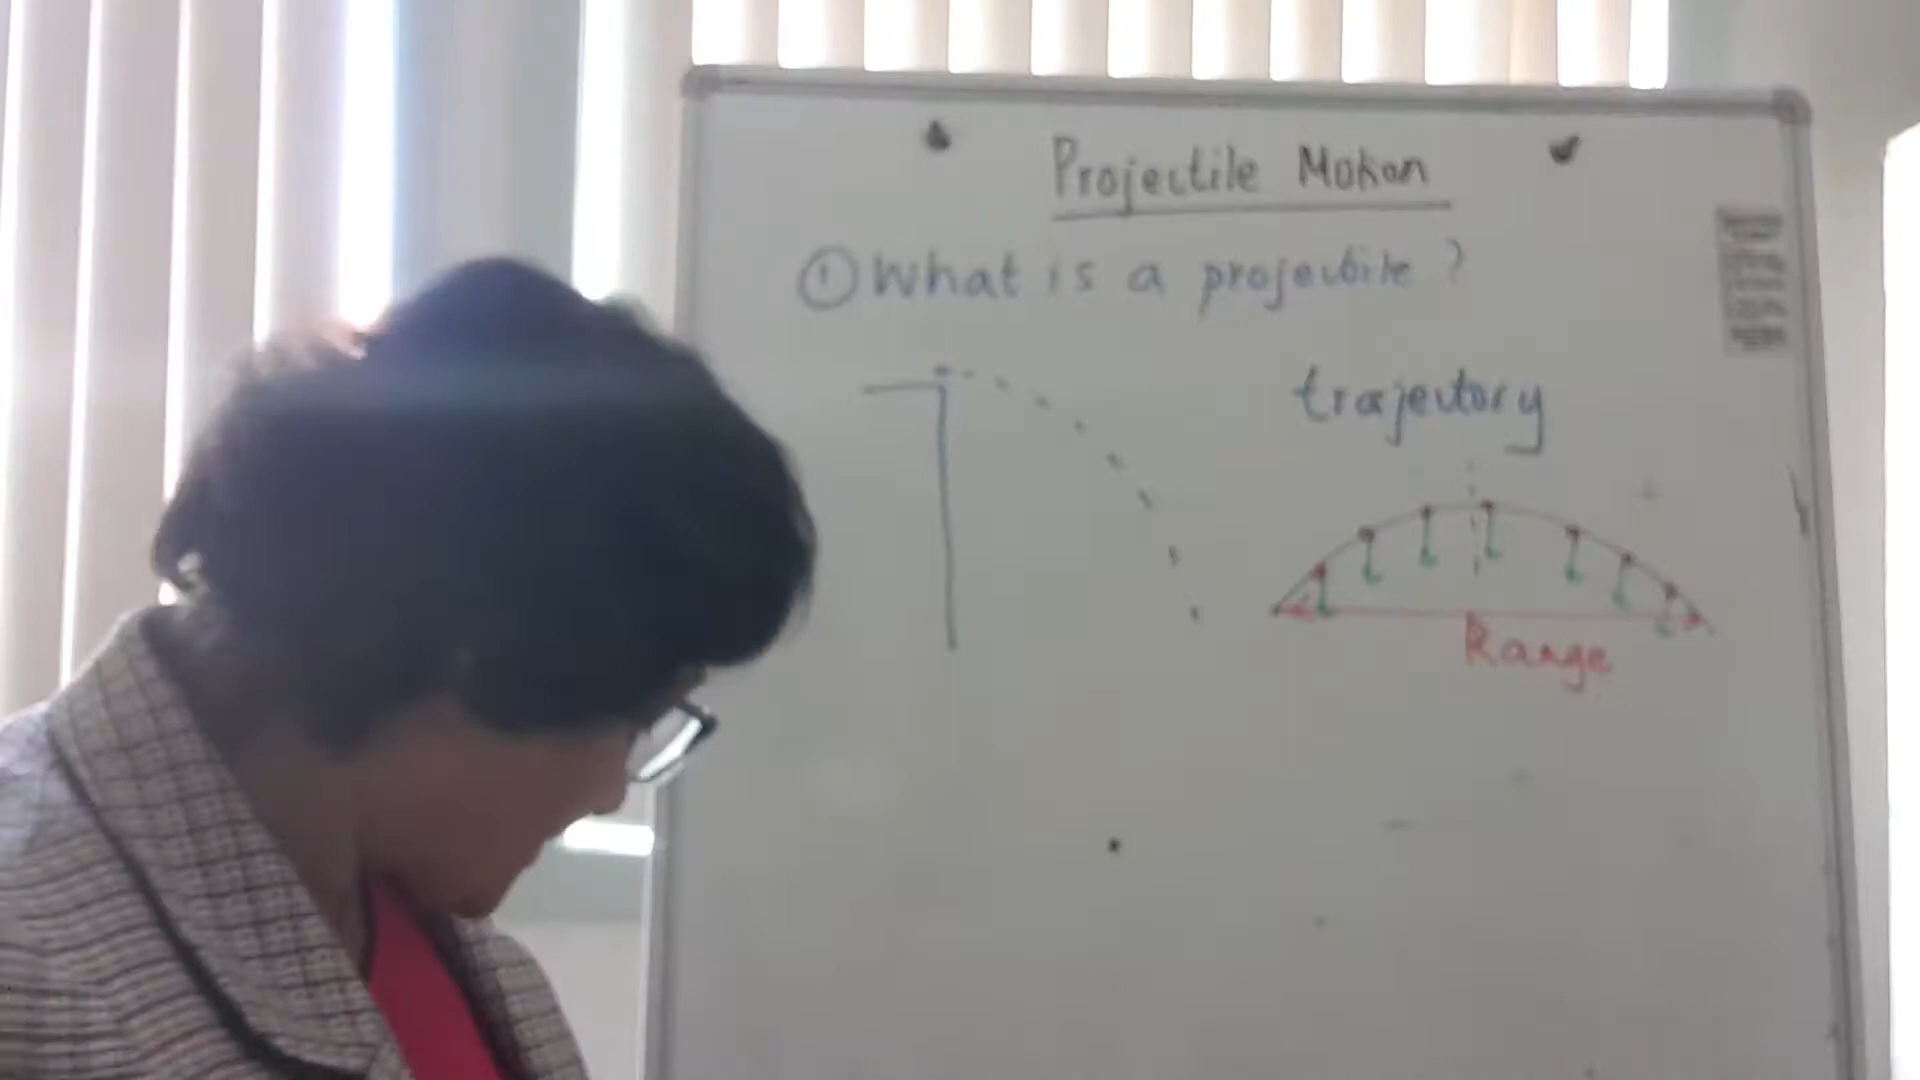 Projectile Motion
① What is a projectile ?
trajectory
Range